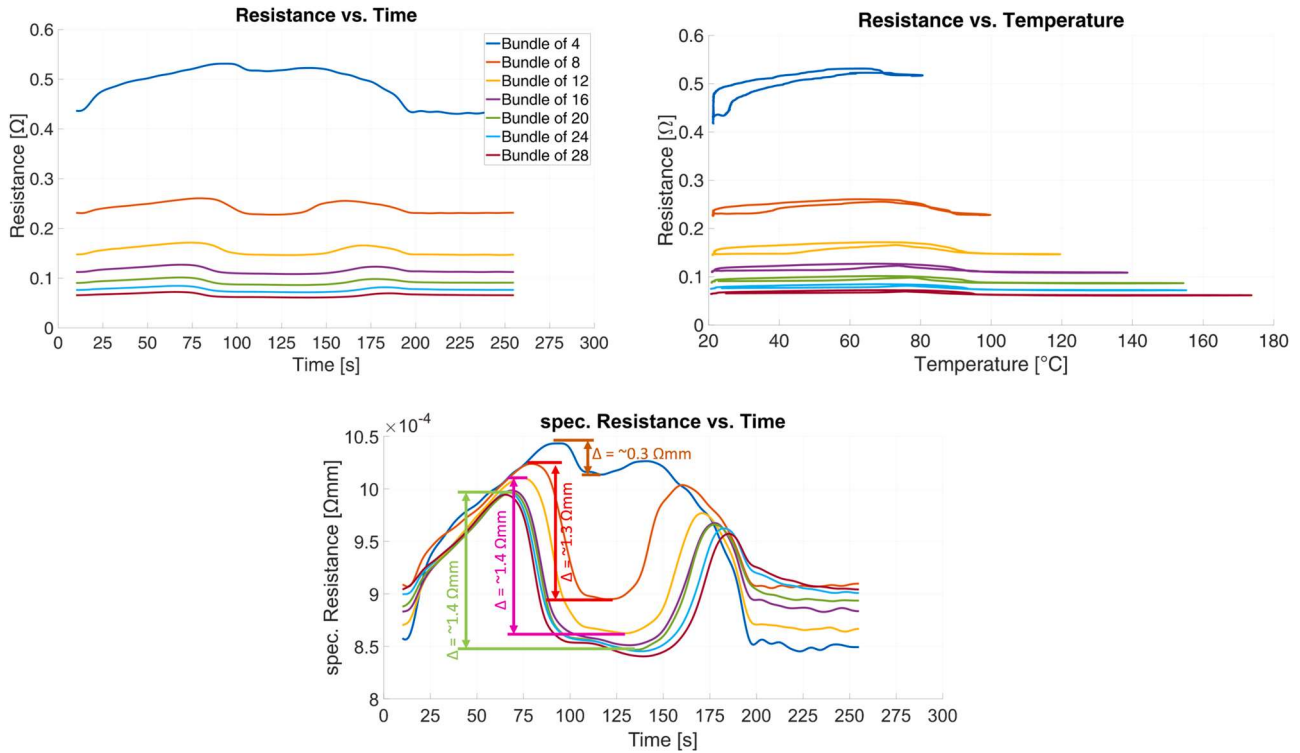 Resistance vs. Time
0.6
0.5
0.4
0.3
0.2
0.1
0
Resistance [Ω]
0 25 50 75 100 125 150 175 200 225 250 275 300
Time [s]
Bundle of 4
Bundle of 8
Bundle of 12
Bundle of 16
Bundle of 20
Bundle of 24
Bundle of 28
Resistance vs. Temperature
0.6
0.5
0.4
0.3
0.2
0.1
0
Resistance [Ω]
20 40 60 80 100 120 140 160 180
Temperature [°C]
spec. Resistance vs. Time
×10⁻⁴
10.5
10
9.5
9
8.5
8
spec. Resistance [Ωmm]
Δ = ~0.3 Ωmm
Δ = ~1.3 Ωmm
Δ = ~1.4 Ωmm
Δ = ~1.4 Ωmm
0 25 50 75 100 125 150 175 200 225 250 275 300
Time [s]